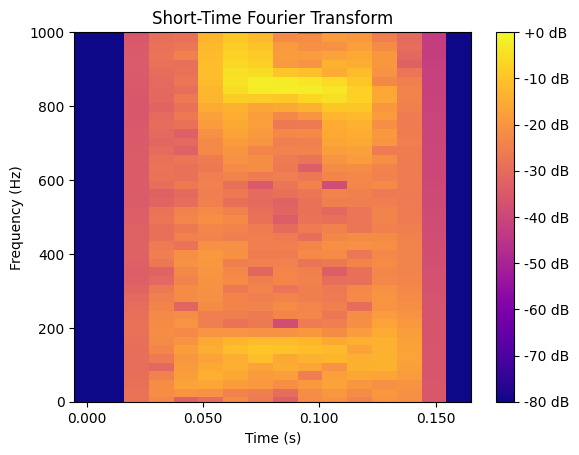 Short-Time Fourier Transform
1000
800
600
400
200
0
Frequency (Hz)
0.000
0.050
0.100
0.150
Time (s)
+0 dB
-10 dB
-20 dB
-30 dB
-40 dB
-50 dB
-60 dB
-70 dB
-80 dB